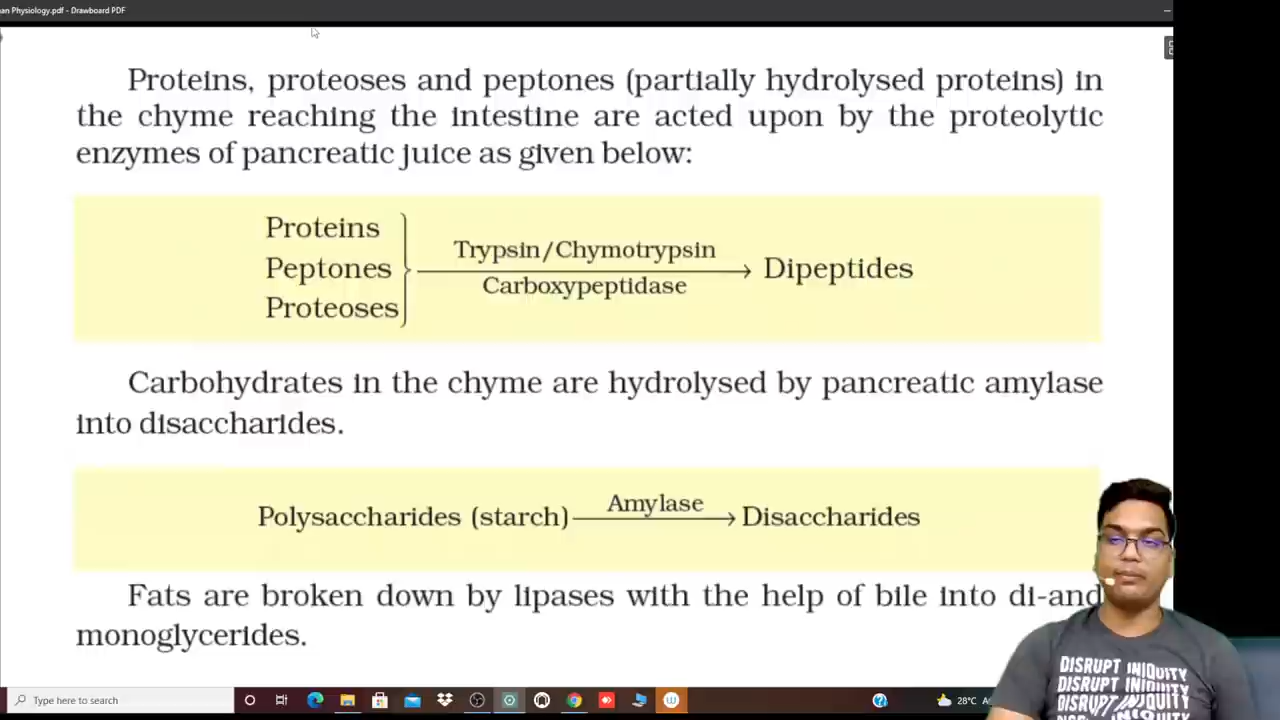 an Physiology.pdf - Drawboard PDF
Proteins, proteoses and peptones (partially hydrolysed proteins) in
the chyme reaching the intestine are acted upon by the proteolytic
enzymes of pancreatic juice as given below:
Proteins
Peptones
Proteoses
Trypsin/Chymotrypsin
Carboxypeptidase
Dipeptides
Carbohydrates in the chyme are hydrolysed by pancreatic amylase
into disaccharides.
Polysaccharides (starch) Amylase Disaccharides
Fats are broken down by lipases with the help of bile into di-and
monoglycerides.
Type here to search
28°C
DISRUPT INIQUITY
DISRUPT INIQUITY
DISRUPT INIQUITY